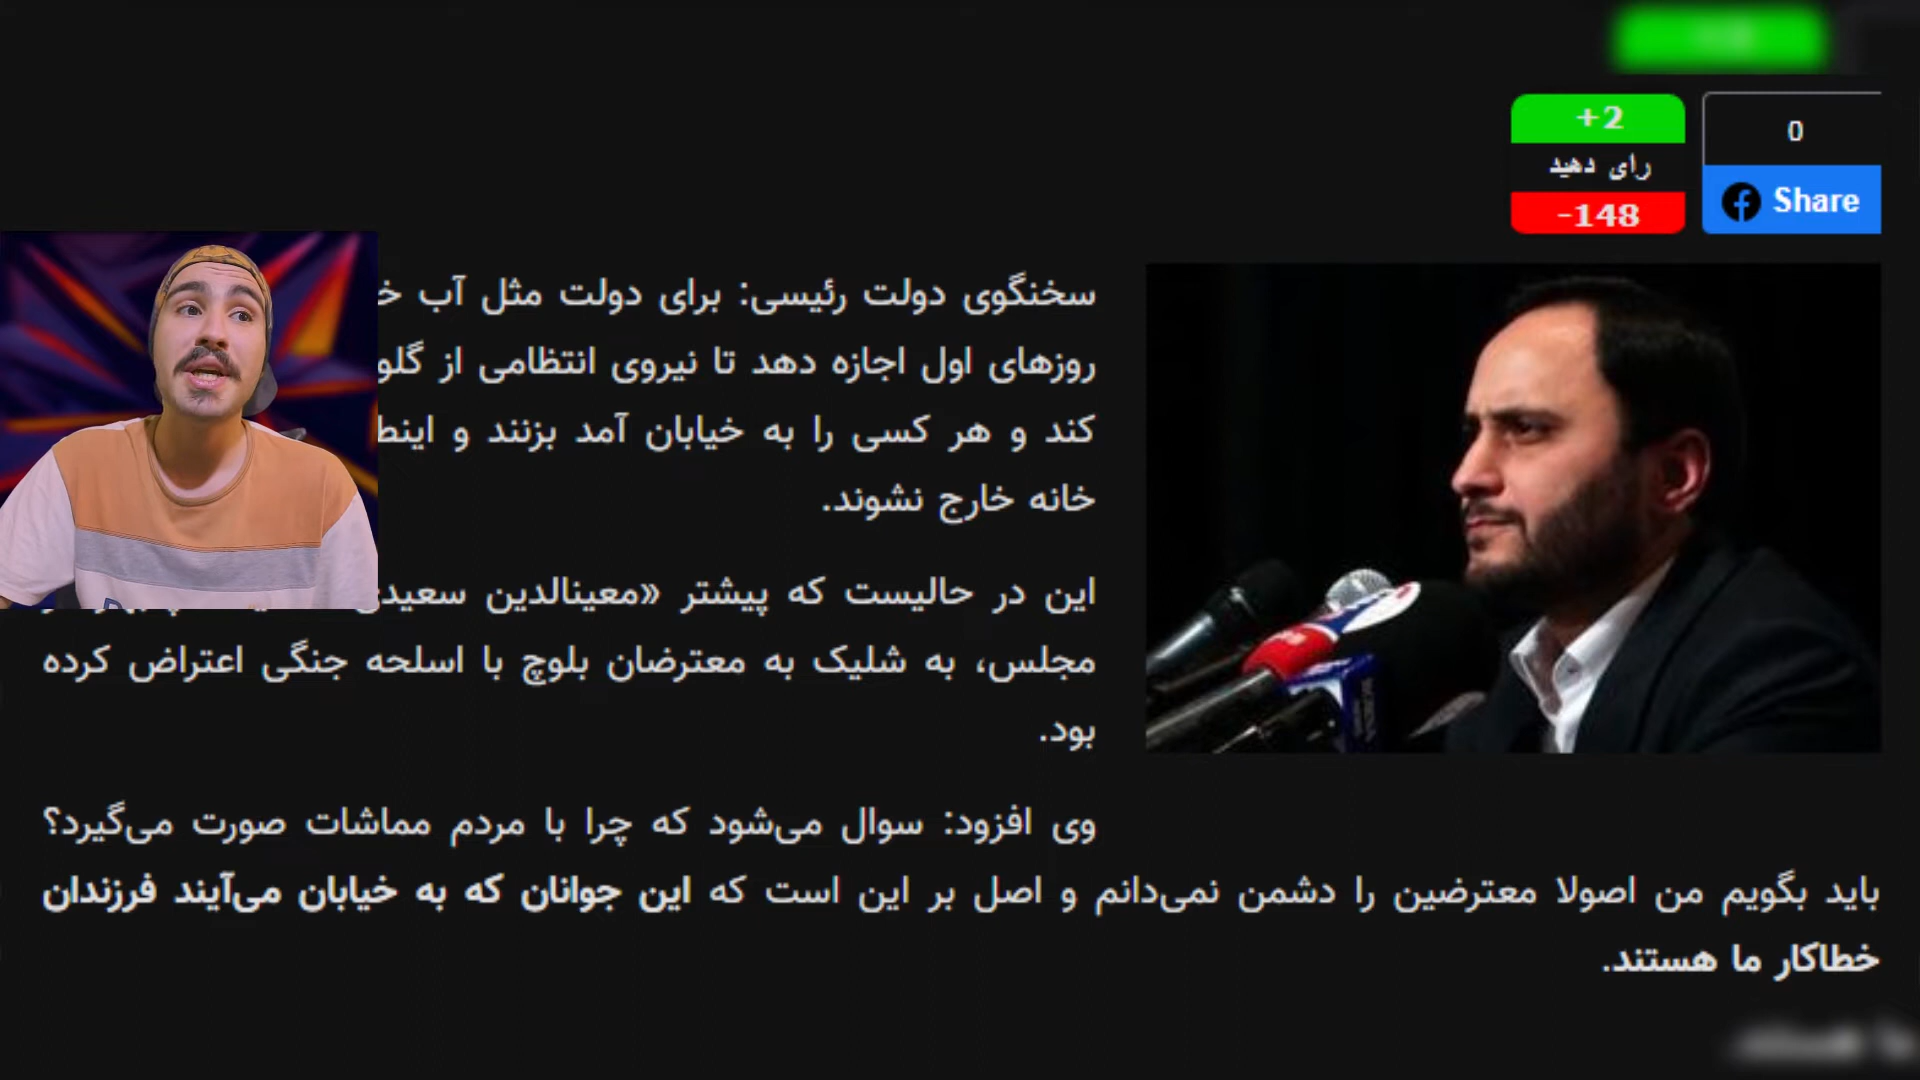 +2
رای دهید
-148
0
Share
سخنگوی دولت رئیسی: برای دولت مثل آب
روزهای اول اجازه دهد تا نیروی انتظامی از
کند و هر کسی را به خیابان آمد بزنند و
خانه خارج نشوند.
این در حالیست که پیشتر «معینالدین
مجلس، به شلیک به معترضان بلوچ با اسلحه جنگی اعتراض کرده
بود.
وی افزود: سوال می‌شود که چرا با مردم مماشات صورت می‌گیرد؟
باید بگویم من اصولا معترضین را دشمن نمی‌دانم و اصل بر این است که این جوانان که به خیابان می‌آیند فرزندان
خطاکار ما هستند.